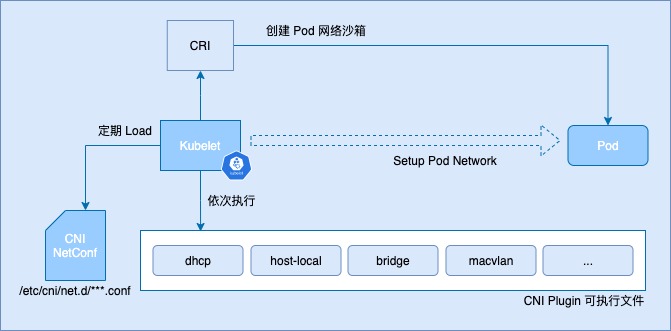 创建 Pod 网络沙箱
CRI
定期 Load
Kubelet
kubelet
Setup Pod Network
Pod
依次执行
CNI
NetConf
/etc/cni/net.d/***.conf
dhcp
host-local
bridge
macvlan
...
CNI Plugin 可执行文件